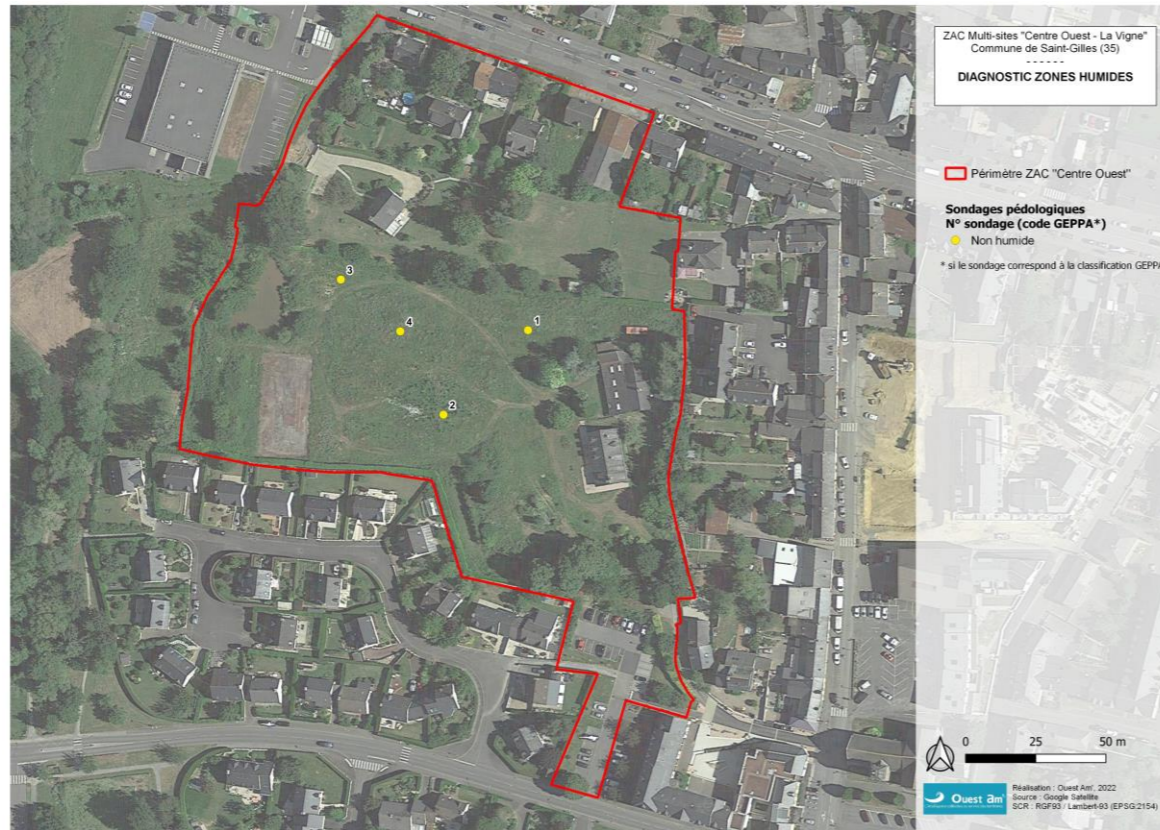 ZAC Multi-sites "Centre Ouest - La Vigne"
Commune de Saint-Gilles (35)
- - - - - -
DIAGNOSTIC ZONES HUMIDES
Périmètre ZAC "Centre Ouest"
Sondages pédologiques
N° sondage (code GEPPA*)
Non humide
* si le sondage correspond à la classification GEPPA
3
4
1
2
0 25 50 m
Ouest am'
Réalisation : Ouest Am', 2022
Source : Google Satellite
SCR : RGF93 / Lambert-93 (EPSG:2154)